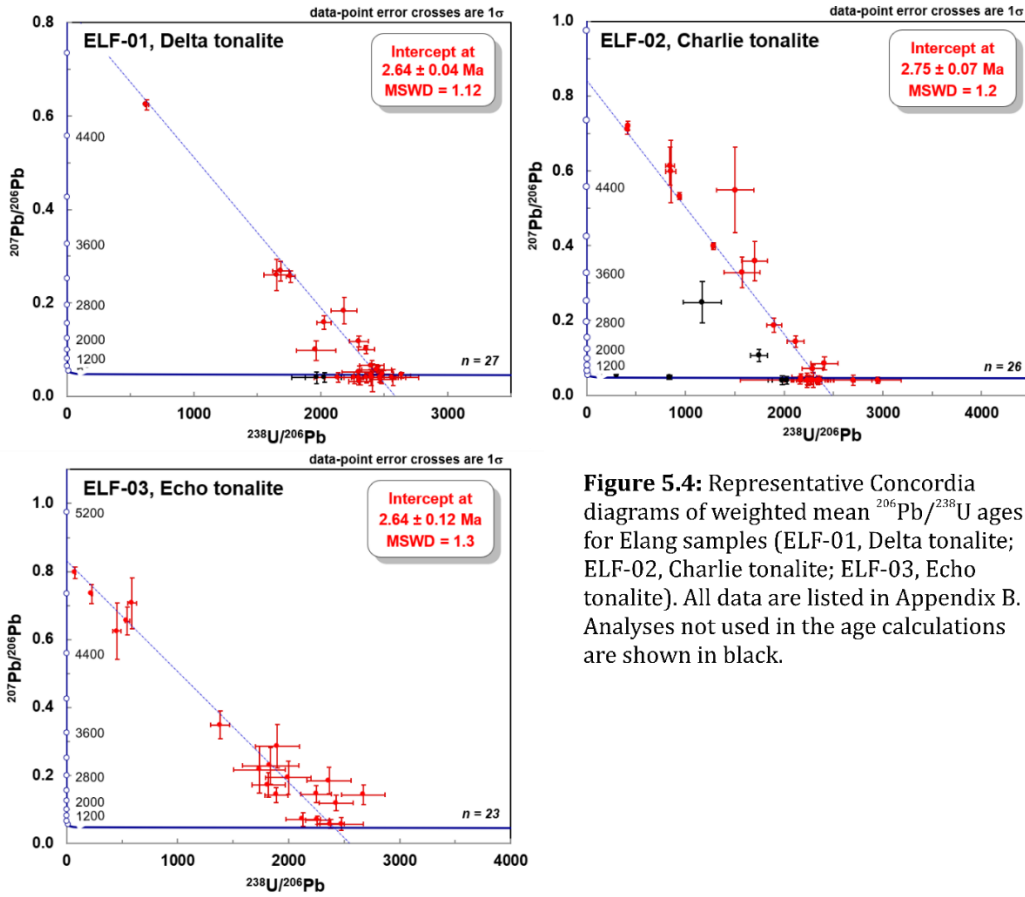 data-point error crosses are 1σ
ELF-01, Delta tonalite
Intercept at
2.64 ± 0.04 Ma
MSWD = 1.12
0.8
0.6
0.4
0.2
0.0
4400
3600
2800
2000
1200
n = 27
207Pb/206Pb
0
1000
2000
3000
238U/206Pb
data-point error crosses are 1σ
ELF-02, Charlie tonalite
Intercept at
2.75 ± 0.07 Ma
MSWD = 1.2
1.0
0.8
0.6
0.4
0.2
0.0
4400
3600
2800
2000
1200
n = 26
207Pb/206Pb
0
1000
2000
3000
4000
238U/206Pb
data-point error crosses are 1σ
ELF-03, Echo tonalite
Intercept at
2.64 ± 0.12 Ma
MSWD = 1.3
1.0
0.8
0.6
0.4
0.2
0.0
5200
4400
3600
2800
2000
1200
n = 23
207Pb/206Pb
0
1000
2000
3000
4000
238U/206Pb
Figure 5.4: Representative Concordia
diagrams of weighted mean 206Pb/238U ages
for Elang samples (ELF-01, Delta tonalite;
ELF-02, Charlie tonalite; ELF-03, Echo
tonalite). All data are listed in Appendix B.
Analyses not used in the age calculations
are shown in black.